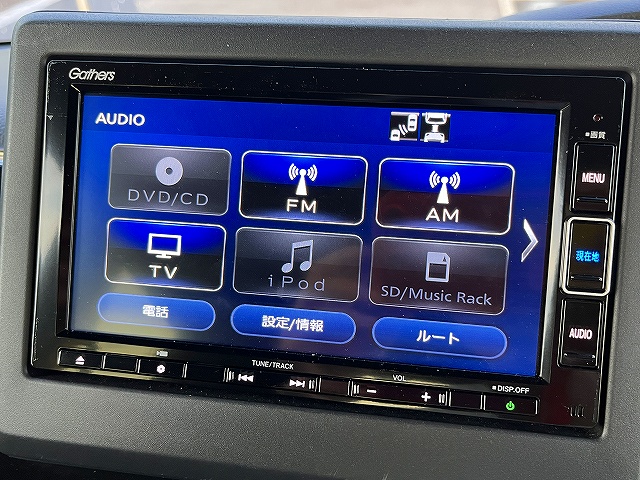 Gathers
AUDIO
■画質
DVD/CD
FM
AM
MENU
TV
iPod
SD/Music Rack
現在地
電話
設定/情報
ルート
AUDIO
TUNE/TRACK
VOL
■DISP.OFF